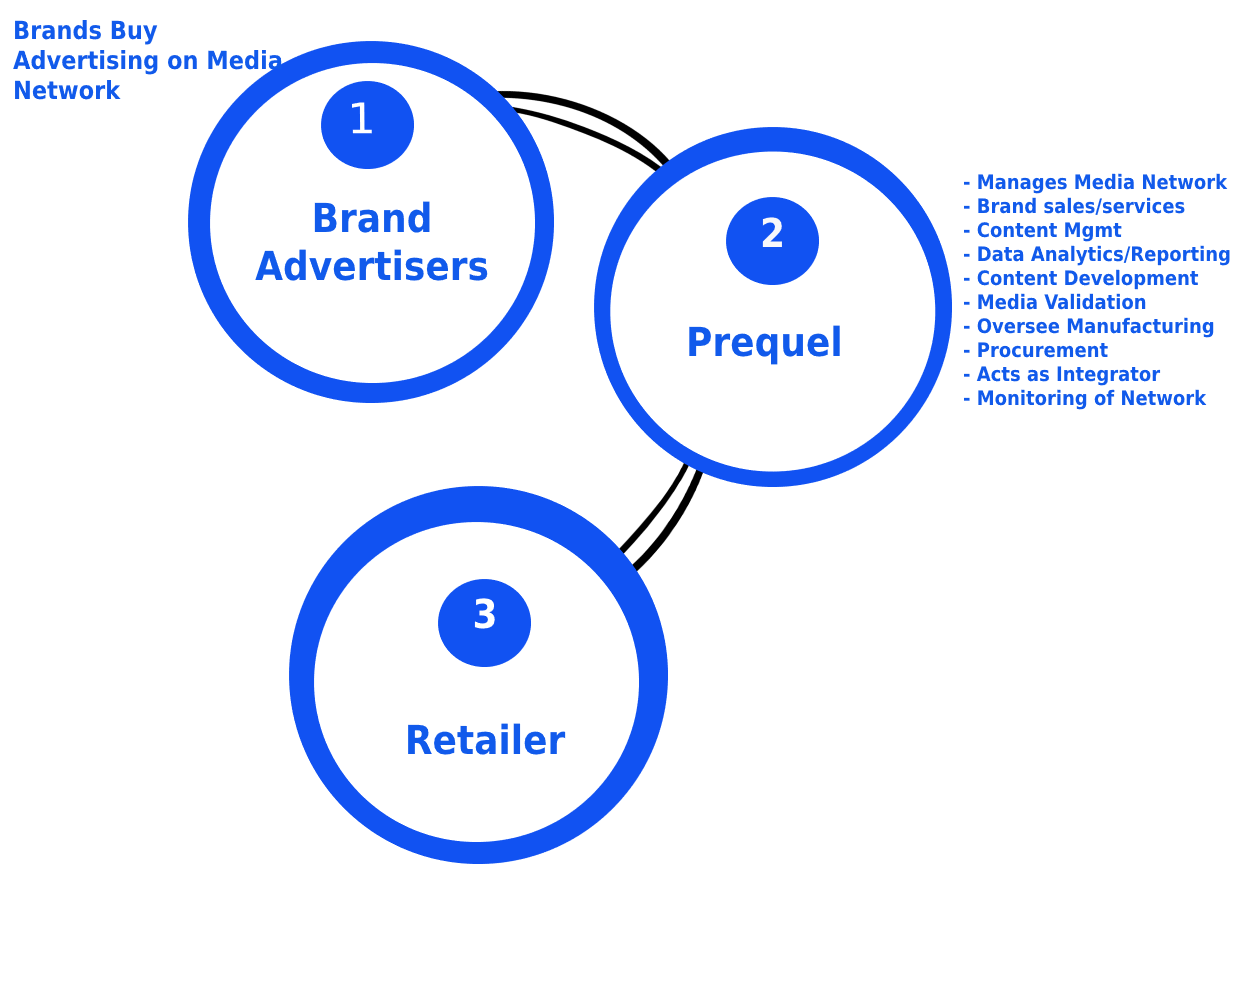 Brands Buy
Advertising on Media
Network
1
Brand
Advertisers
2
Prequel
- Manages Media Network
- Brand sales/services
- Content Mgmt
- Data Analytics/Reporting
- Content Development
- Media Validation
- Oversee Manufacturing
- Procurement
- Acts as Integrator
- Monitoring of Network
3
Retailer